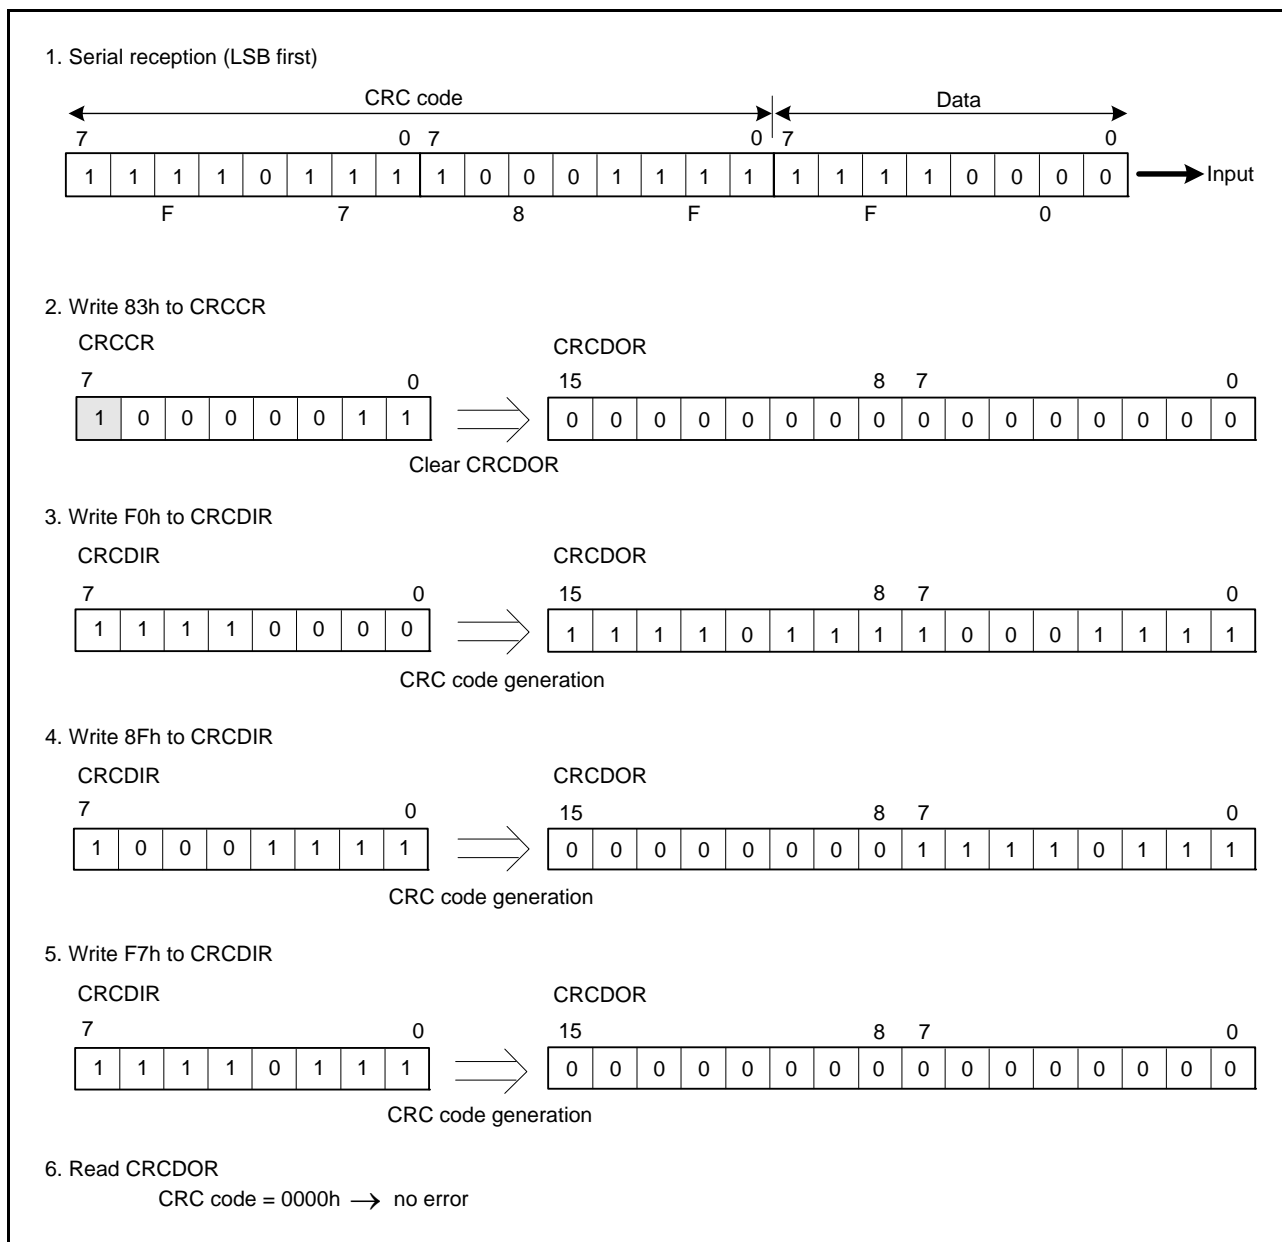 1. Serial reception (LSB first)
CRC code Data
7 0 7 0 7 0
1 1 1 1 0 1 1 1 1 0 0 0 1 1 1 1 1 1 1 1 0 0 0 0 Input
F 7 8 F F 0
2. Write 83h to CRCCR
CRCCR CRCDOR
7 0 15 8 7 0
1 0 0 0 0 0 1 1 0 0 0 0 0 0 0 0 0 0 0 0 0 0 0 0
Clear CRCDOR
3. Write F0h to CRCDIR
CRCDIR CRCDOR
7 0 15 8 7 0
1 1 1 1 0 0 0 0 1 1 1 1 0 1 1 1 1 0 0 0 1 1 1 1
CRC code generation
4. Write 8Fh to CRCDIR
CRCDIR CRCDOR
7 0 15 8 7 0
1 0 0 0 1 1 1 1 0 0 0 0 0 0 0 0 1 1 1 1 0 1 1 1
CRC code generation
5. Write F7h to CRCDIR
CRCDIR CRCDOR
7 0 15 8 7 0
1 1 1 1 0 1 1 1 0 0 0 0 0 0 0 0 0 0 0 0 0 0 0 0
CRC code generation
6. Read CRCDOR
CRC code = 0000h → no error